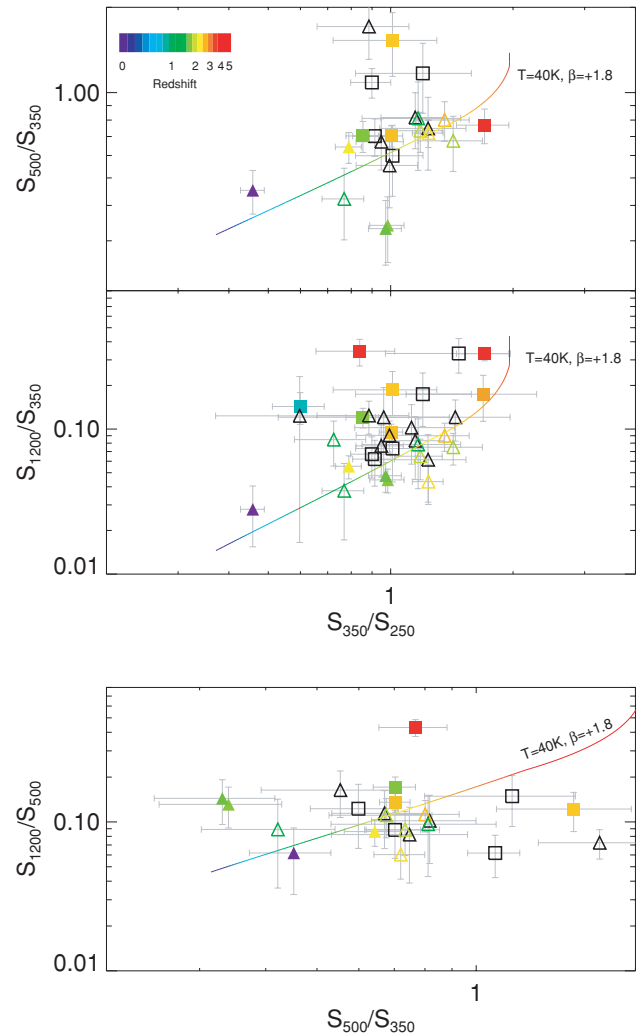 0 1 2 3 4 5
Redshift
T=40K, β=+1.8
1.00
S500/S350
0.10
T=40K, β=+1.8
S1200/S350
0.01
1
S350/S250
T=40K, β=+1.8
0.10
S1200/S500
0.01
1
S500/S350